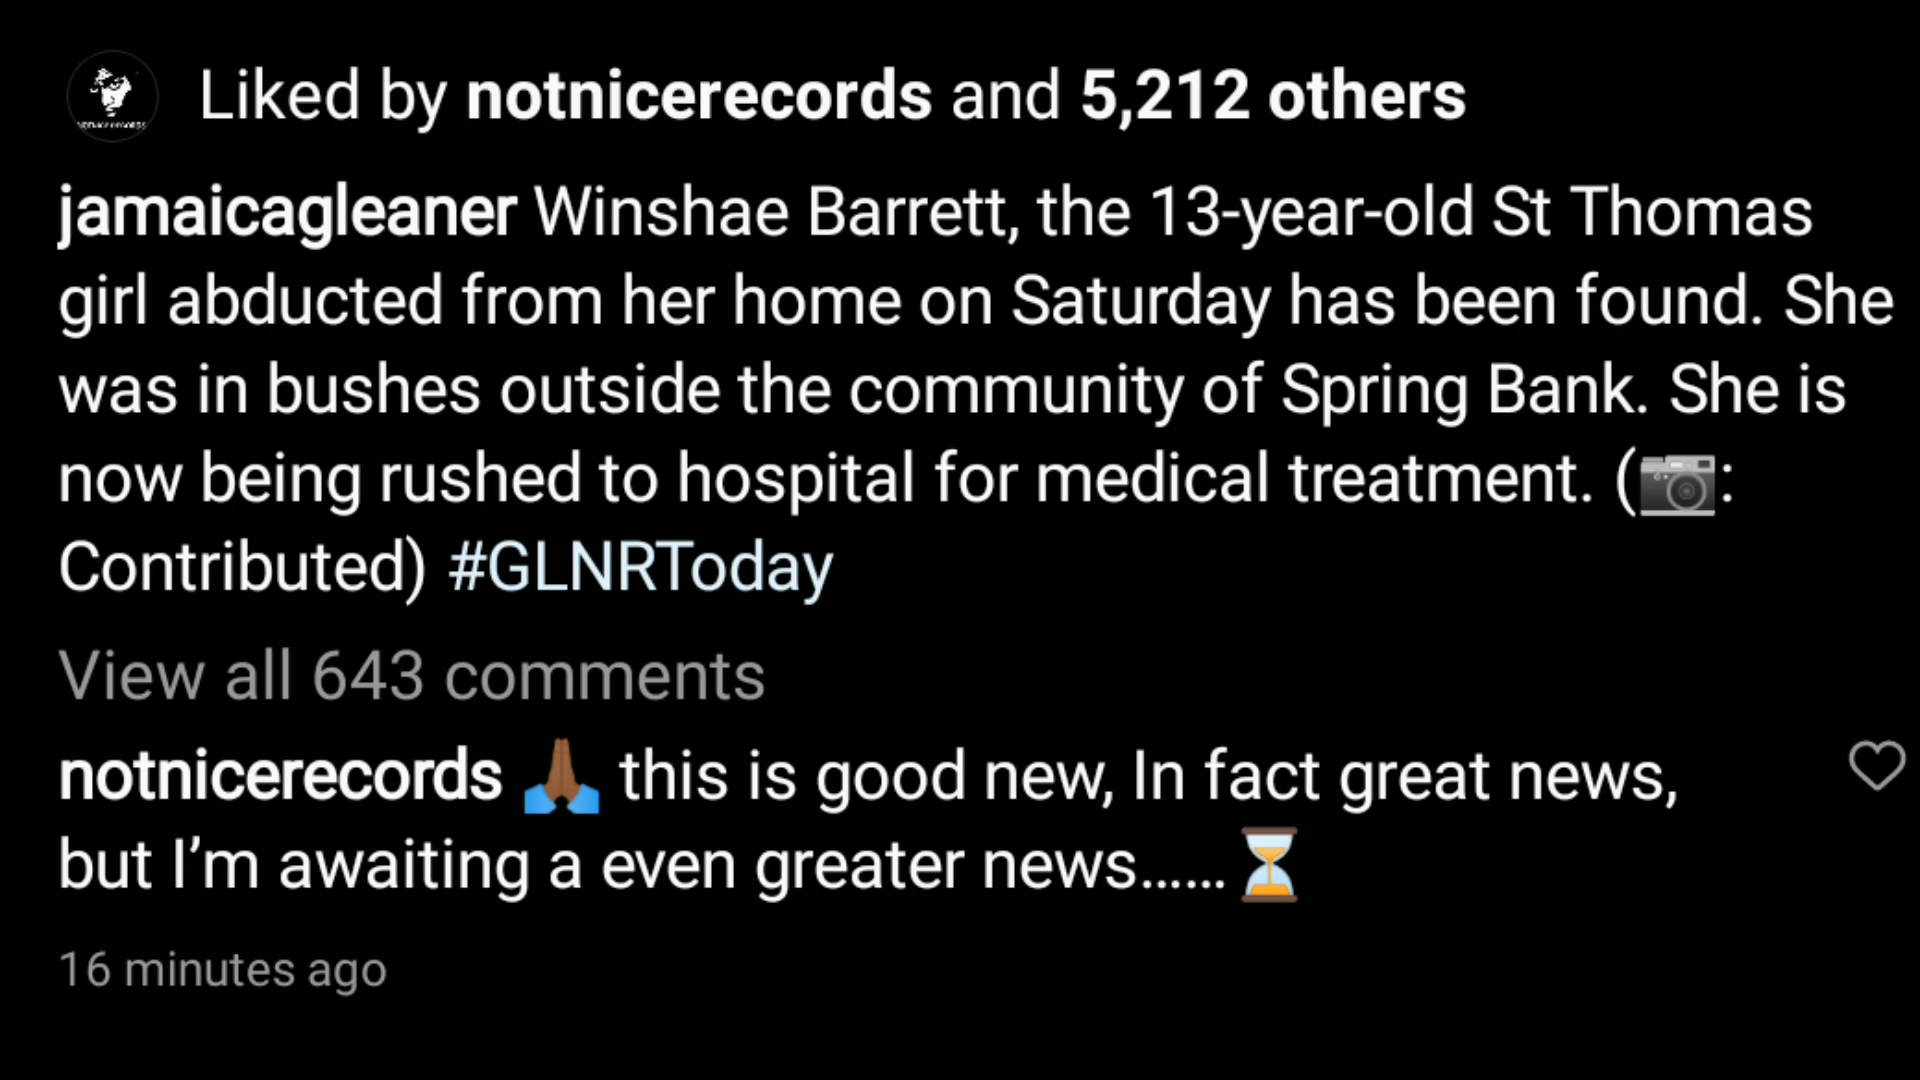 Liked by notnicerecords and 5,212 others
jamaicagleaner Winshae Barrett, the 13-year-old St Thomas
girl abducted from her home on Saturday has been found. She
was in bushes outside the community of Spring Bank. She is
now being rushed to hospital for medical treatment. (📷:
Contributed) #GLNRToday
View all 643 comments
notnicerecords 🙏🏾 this is good new, In fact great news,
but I’m awaiting a even greater news......⏳
16 minutes ago